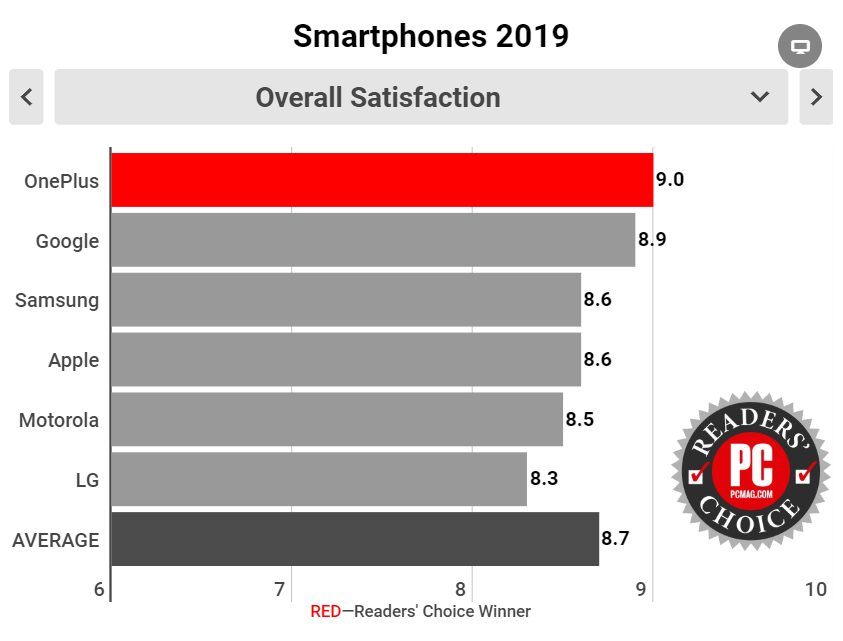 Smartphones 2019
Overall Satisfaction
OnePlus 9.0
Google 8.9
Samsung 8.6
Apple 8.6
Motorola 8.5
LG 8.3
AVERAGE 8.7
6 7 8 9 10
RED—Readers' Choice Winner
READERS'
PC
PCMAG.COM
CHOICE